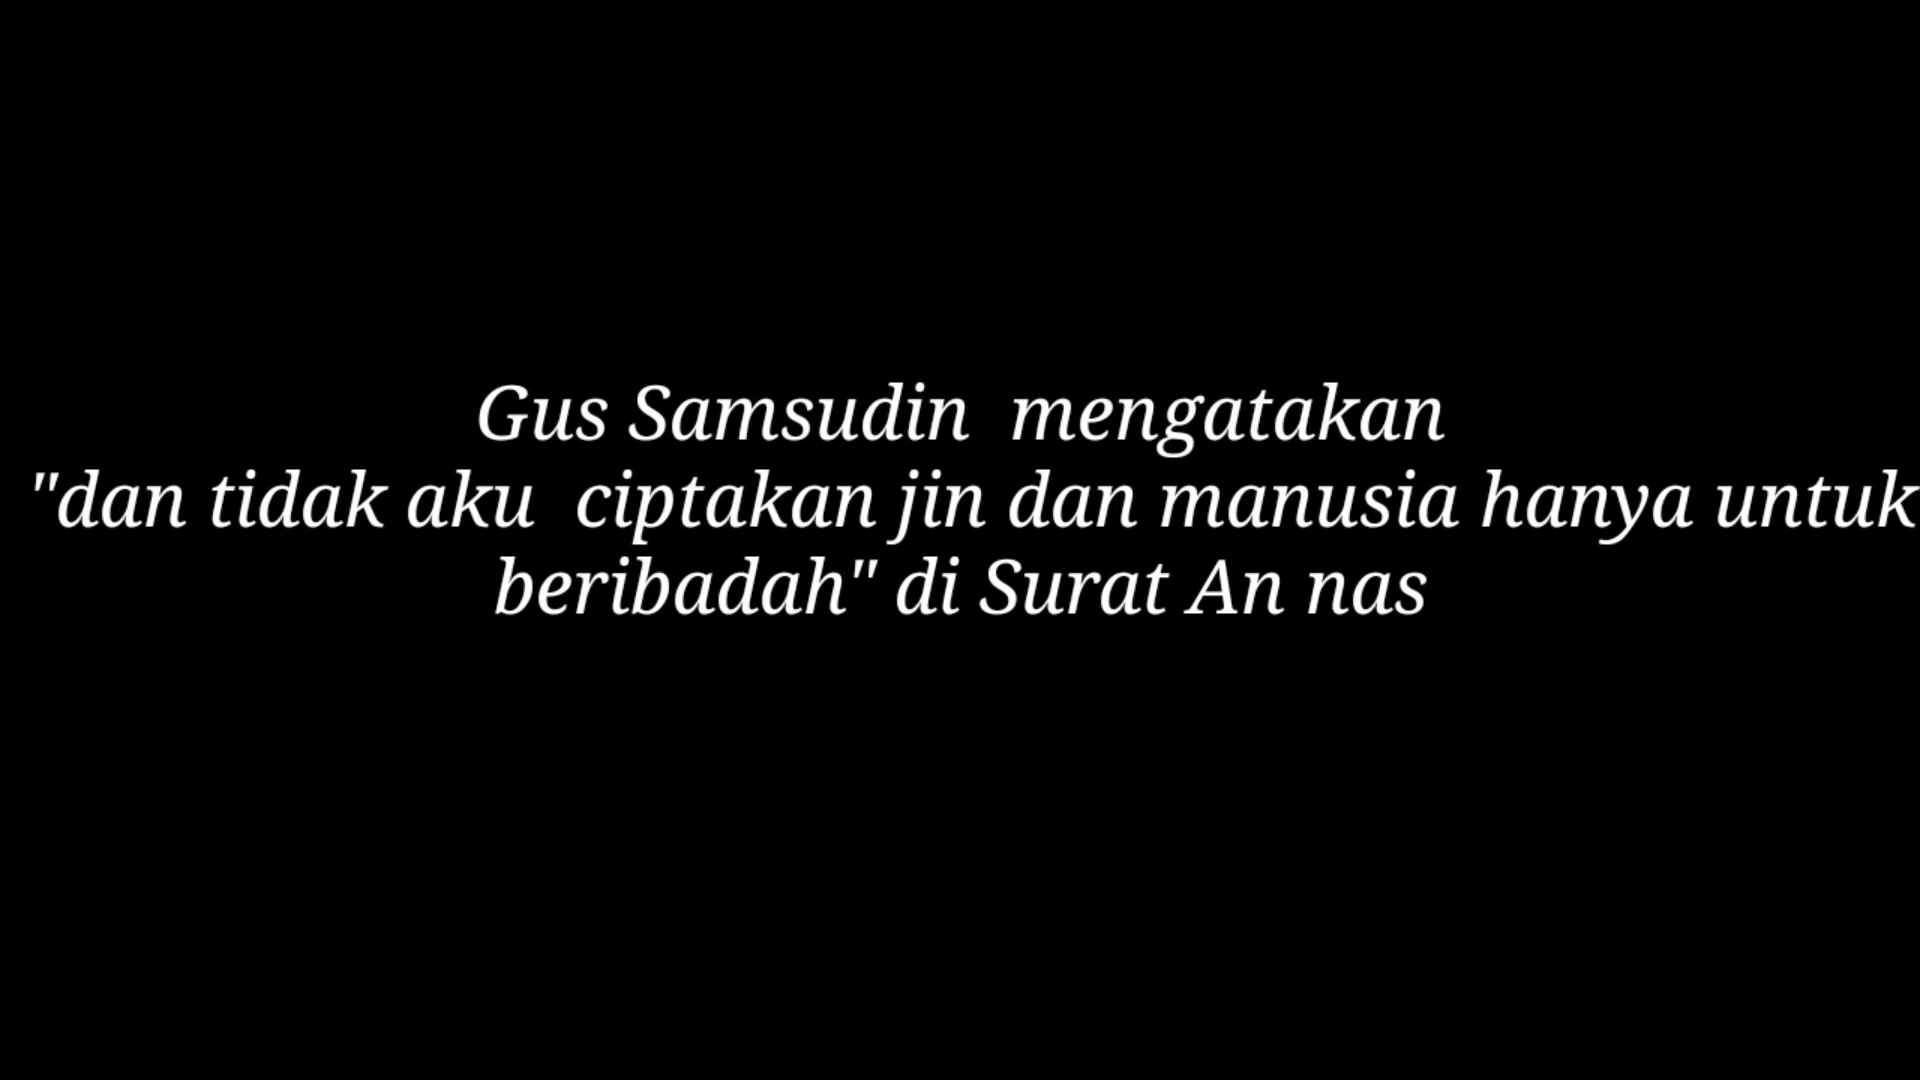 Gus Samsudin  mengatakan
"dan tidak aku  ciptakan jin dan manusia hanya untuk
beribadah" di Surat An nas